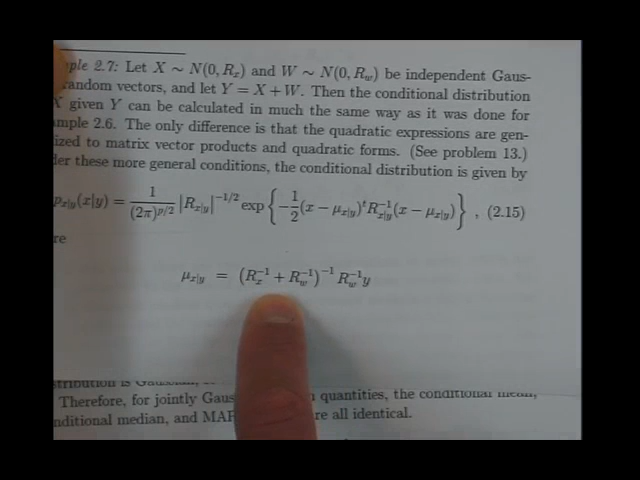 ple 2.7: Let X ∼ N(0, R_x) and W ∼ N(0, R_w) be independent Gaus-
random vectors, and let Y = X + W. Then the conditional distribution
X given Y can be calculated in much the same way as it was done for
mple 2.6. The only difference is that the quadratic expressions are gen-
ized to matrix vector products and quadratic forms. (See problem 13.)
der these more general conditions, the conditional distribution is given by
p_{x|y}(x|y) = \frac{1}{(2π)^{p/2}} |R_{x|y}|^{-1/2} exp { -\frac{1}{2} (x − μ_{x|y})^t R_{x|y}^{-1} (x − μ_{x|y}) } , (2.15)
re
μ_{x|y} = (R_x^{-1} + R_w^{-1})^{-1} R_w^{-1} y
stribution is Gaussian,
Therefore, for jointly Gaus quantities, the conditional mean,
nditional median, and MAP re all identical.